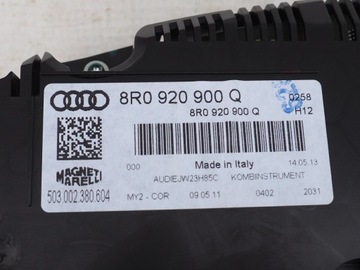 8R0 920 900 Q
8R0 920 900 Q
0258
H12
000
Made in Italy
14.05.13
AUDIEJW23H85C KOMBIINSTRUMENT
MAGNETI
MARELLI
503.002.380.604
MY2 - COR
09.05.11
0402
2031